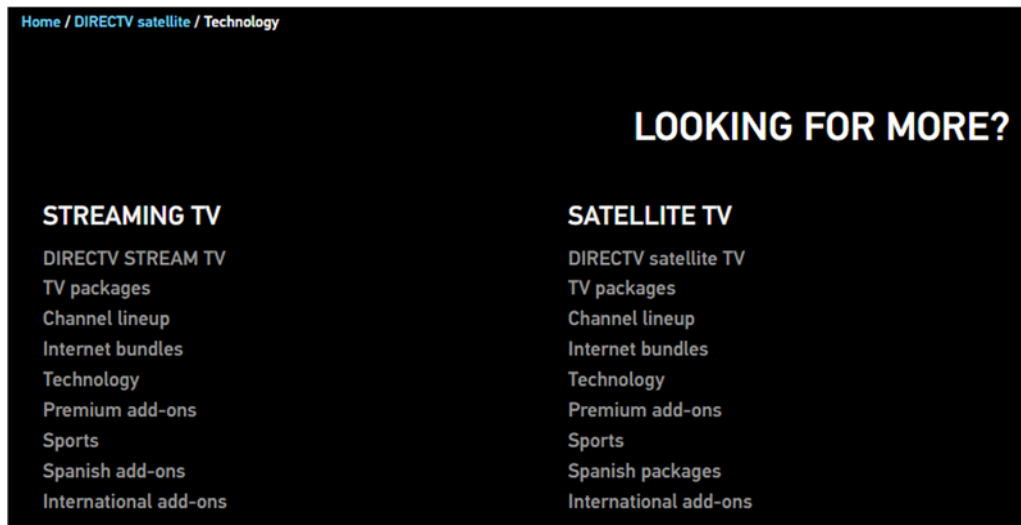 Home / DIRECTV satellite / Technology
LOOKING FOR MORE?
STREAMING TV
DIRECTV STREAM TV
TV packages
Channel lineup
Internet bundles
Technology
Premium add-ons
Sports
Spanish add-ons
International add-ons
SATELLITE TV
DIRECTV satellite TV
TV packages
Channel lineup
Internet bundles
Technology
Premium add-ons
Sports
Spanish packages
International add-ons